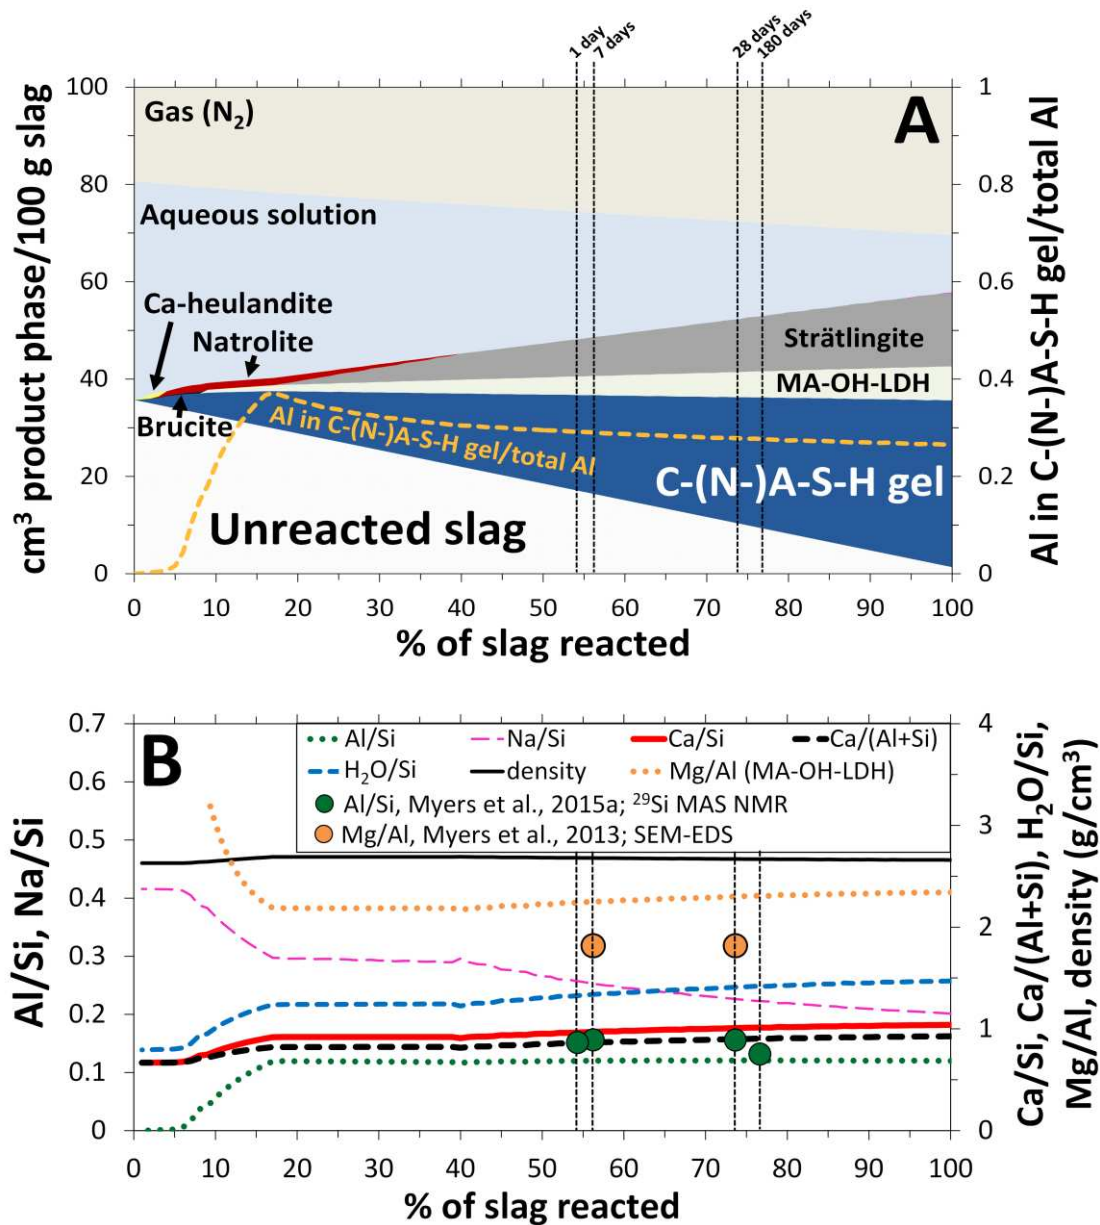 1 day
7 days
28 days
180 days
100
80
60
40
20
0
cm³ product phase/100 g slag
1
0.8
0.6
0.4
0.2
0
Al in C-(N-)A-S-H gel/total Al
A
Gas (N₂)
Aqueous solution
Ca-heulandite
Natrolite
Strätlingite
MA-OH-LDH
Brucite
Al in C-(N-)A-S-H gel/total Al
C-(N-)A-S-H gel
Unreacted slag
0 10 20 30 40 50 60 70 80 90 100
% of slag reacted
0.7
0.6
0.5
0.4
0.3
0.2
0.1
0
Al/Si, Na/Si
4
3
2
1
0
Ca/Si, Ca/(Al+Si), H₂O/Si,
Mg/Al, density (g/cm³)
B
Al/Si Na/Si Ca/Si Ca/(Al+Si)
H₂O/Si density Mg/Al (MA-OH-LDH)
Al/Si, Myers et al., 2015a; ²⁹Si MAS NMR
Mg/Al, Myers et al., 2013; SEM-EDS
0 10 20 30 40 50 60 70 80 90 100
% of slag reacted